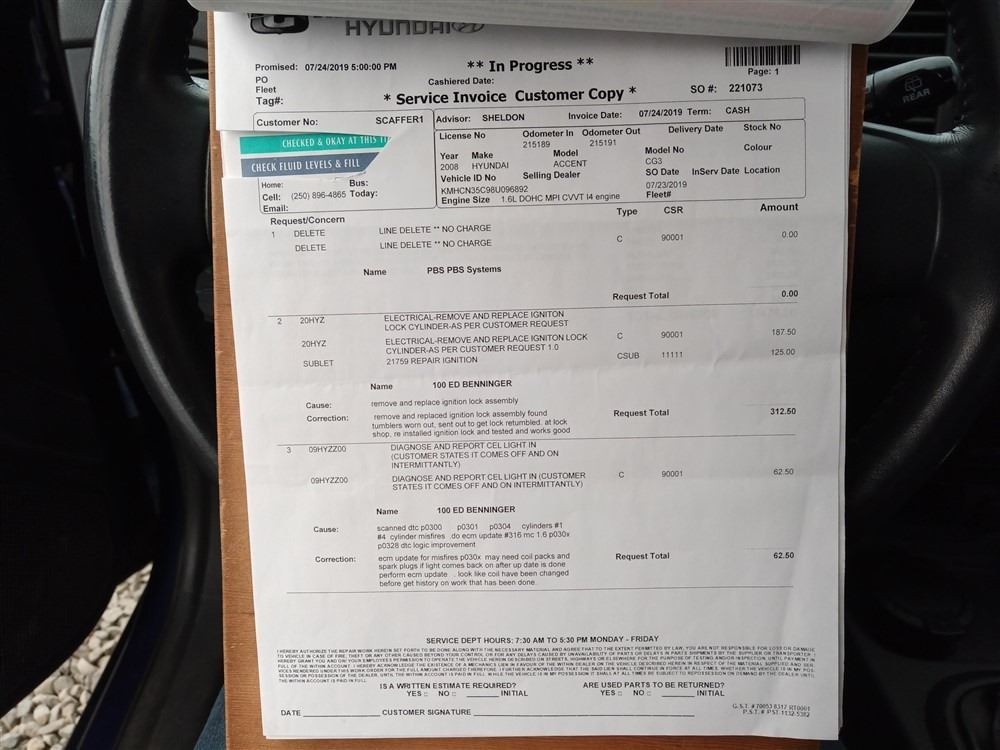 HYUNDAI
Promised: 07/24/2019 5:00:00 PM
** In Progress **
Page: 1
PO
Fleet
Tag#:
Cashiered Date:
* Service Invoice Customer Copy *
SO #: 221073
Customer No: SCAFFER1
Advisor: SHELDON Invoice Date: 07/24/2019 Term: CASH
CHECKED & OKAY AT THIS TI
CHECK FLUID LEVELS & FILL
License No Odometer In Odometer Out Delivery Date Stock No
215189 215191
Year Make Model Model No Colour
2008 HYUNDAI ACCENT CG3
Vehicle ID No Selling Dealer SO Date InServ Date Location
KMHCN35C98U096892 07/23/2019
Engine Size 1.6L DOHC MPI CVVT I4 engine Fleet#
Home: Bus:
Cell: (250) 896-4865 Today:
Email:
Request/Concern Type CSR Amount
1 DELETE LINE DELETE ** NO CHARGE
DELETE LINE DELETE ** NO CHARGE C 90001 0.00
Name PBS PBS Systems
Request Total 0.00
2 20HYZ ELECTRICAL-REMOVE AND REPLACE IGNITON
LOCK CYLINDER-AS PER CUSTOMER REQUEST
20HYZ ELECTRICAL-REMOVE AND REPLACE IGNITON LOCK C 90001 187.50
CYLINDER-AS PER CUSTOMER REQUEST 1.0
SUBLET 21759 REPAIR IGNITION CSUB 11111 125.00
Name 100 ED BENNINGER
Cause: remove and replace ignition lock assembly
Correction: remove and replaced ignition lock assembly found Request Total 312.50
tumblers worn out, sent out to get lock retumbled. at lock
shop, re installed ignition lock and tested and works good
3 09HYZZ00 DIAGNOSE AND REPORT CEL LIGHT IN
(CUSTOMER STATES IT COMES OFF AND ON
INTERMITTANTLY)
09HYZZ00 DIAGNOSE AND REPORT CEL LIGHT IN (CUSTOMER C 90001 62.50
STATES IT COMES OFF AND ON INTERMITTANTLY)
Name 100 ED BENNINGER
Cause: scanned dtc p0300 p0301 p0304 cylinders #1
#4 cylinder misfires .do ecm update #316 mc 1.6 p030x
p0328 dtc logic improvement
Correction: ecm update for misfires p030x may need coil packs and Request Total 62.50
spark plugs if light comes back on after up date is done
perform ecm update . look like coil have been changed
before get history on work that has been done.
SERVICE DEPT HOURS: 7:30 AM TO 5:30 PM MONDAY - FRIDAY
IS A WRITTEN ESTIMATE REQUIRED? ARE USED PARTS TO BE RETURNED?
YES :: NO :: ________ INITIAL YES :: NO :: ________ INITIAL
DATE ________ CUSTOMER SIGNATURE ________
REAR